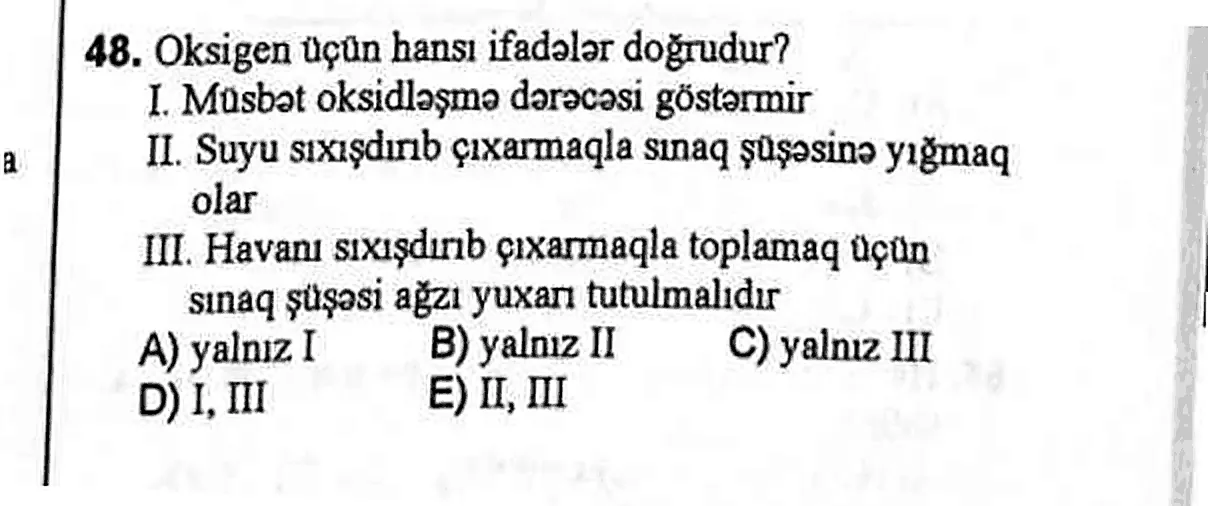 48. Oksigen üçün hansı ifadələr doğrudur?
I. Müsbət oksidləşmə dərəcəsi göstərmir
II. Suyu sıxışdırıb çıxarmaqla sınaq şüşəsinə yığmaq
a
olar
III. Havanı sıxışdırıb çıxarmaqla toplamaq üçün
sınaq şüşəsi ağzı yuxarı tutulmalıdır
A) yalnız I B) yalnız II C) yalnız III
D) I, III E) II, III